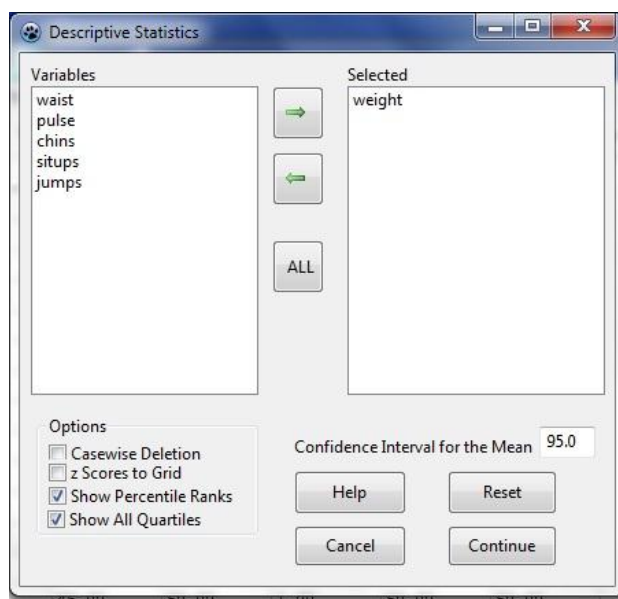 Descriptive Statistics
Variables
Selected
waist
pulse
chins
situps
jumps
weight
ALL
Options
Casewise Deletion
z Scores to Grid
Show Percentile Ranks
Show All Quartiles
Confidence Interval for the Mean 95.0
Help
Reset
Cancel
Continue